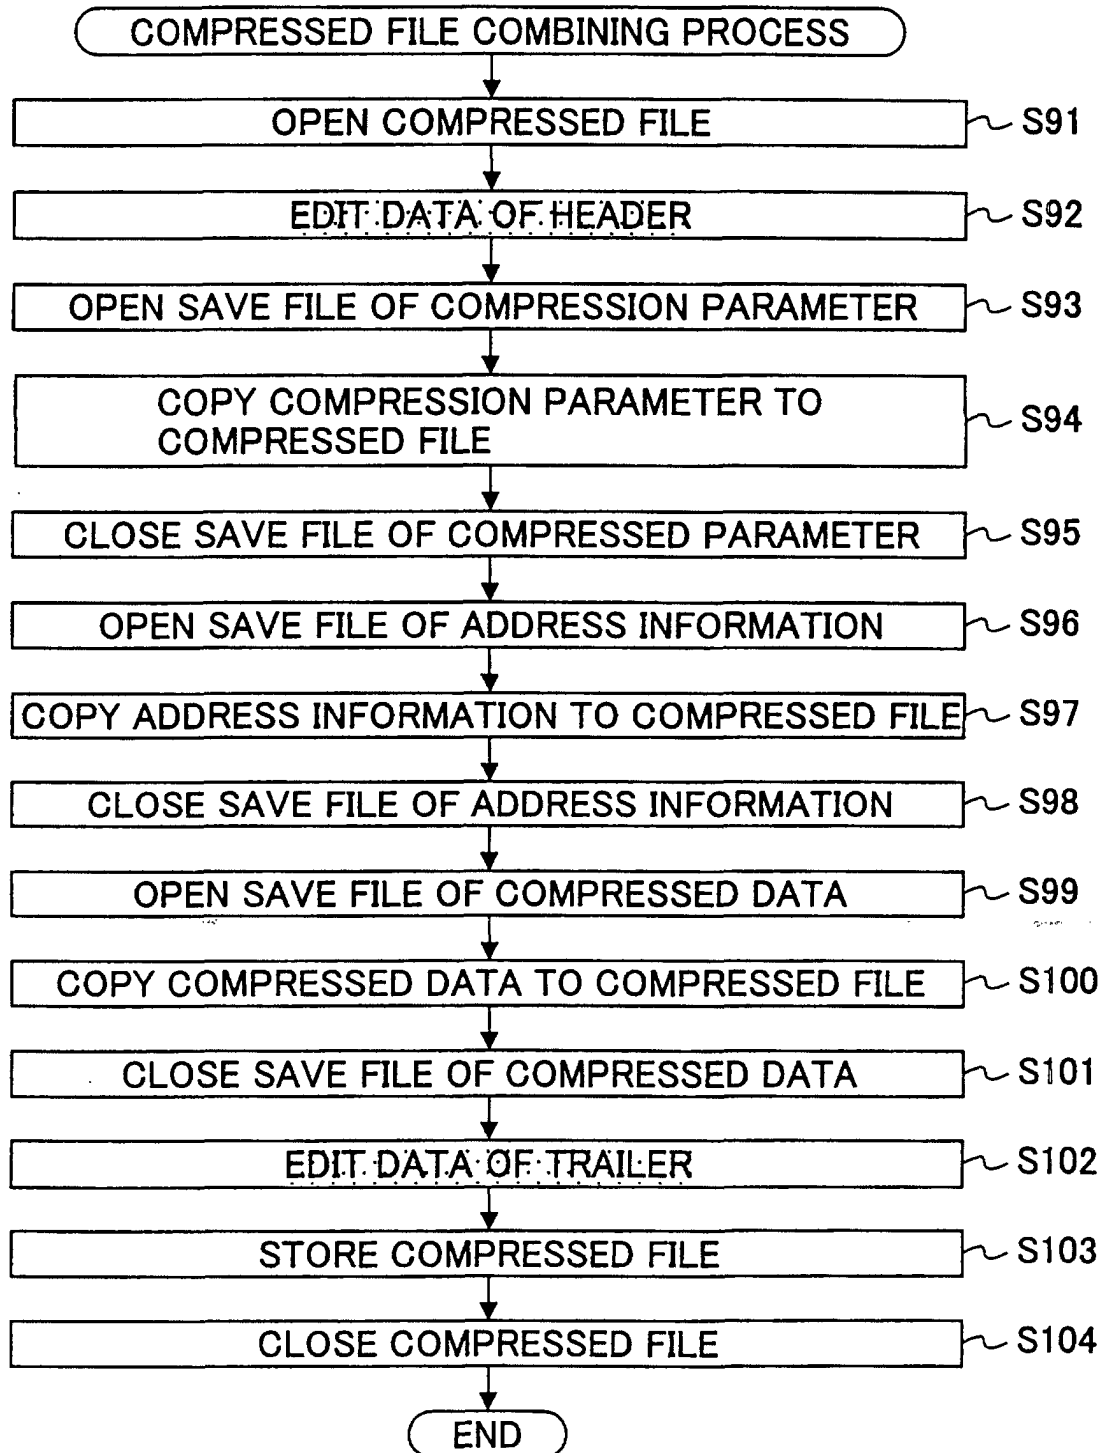 COMPRESSED FILE COMBINING PROCESS
OPEN COMPRESSED FILE S91
EDIT DATA OF HEADER S92
OPEN SAVE FILE OF COMPRESSION PARAMETER S93
COPY COMPRESSION PARAMETER TO
COMPRESSED FILE S94
CLOSE SAVE FILE OF COMPRESSED PARAMETER S95
OPEN SAVE FILE OF ADDRESS INFORMATION S96
COPY ADDRESS INFORMATION TO COMPRESSED FILE S97
CLOSE SAVE FILE OF ADDRESS INFORMATION S98
OPEN SAVE FILE OF COMPRESSED DATA S99
COPY COMPRESSED DATA TO COMPRESSED FILE S100
CLOSE SAVE FILE OF COMPRESSED DATA S101
EDIT DATA OF TRAILER S102
STORE COMPRESSED FILE S103
CLOSE COMPRESSED FILE S104
END